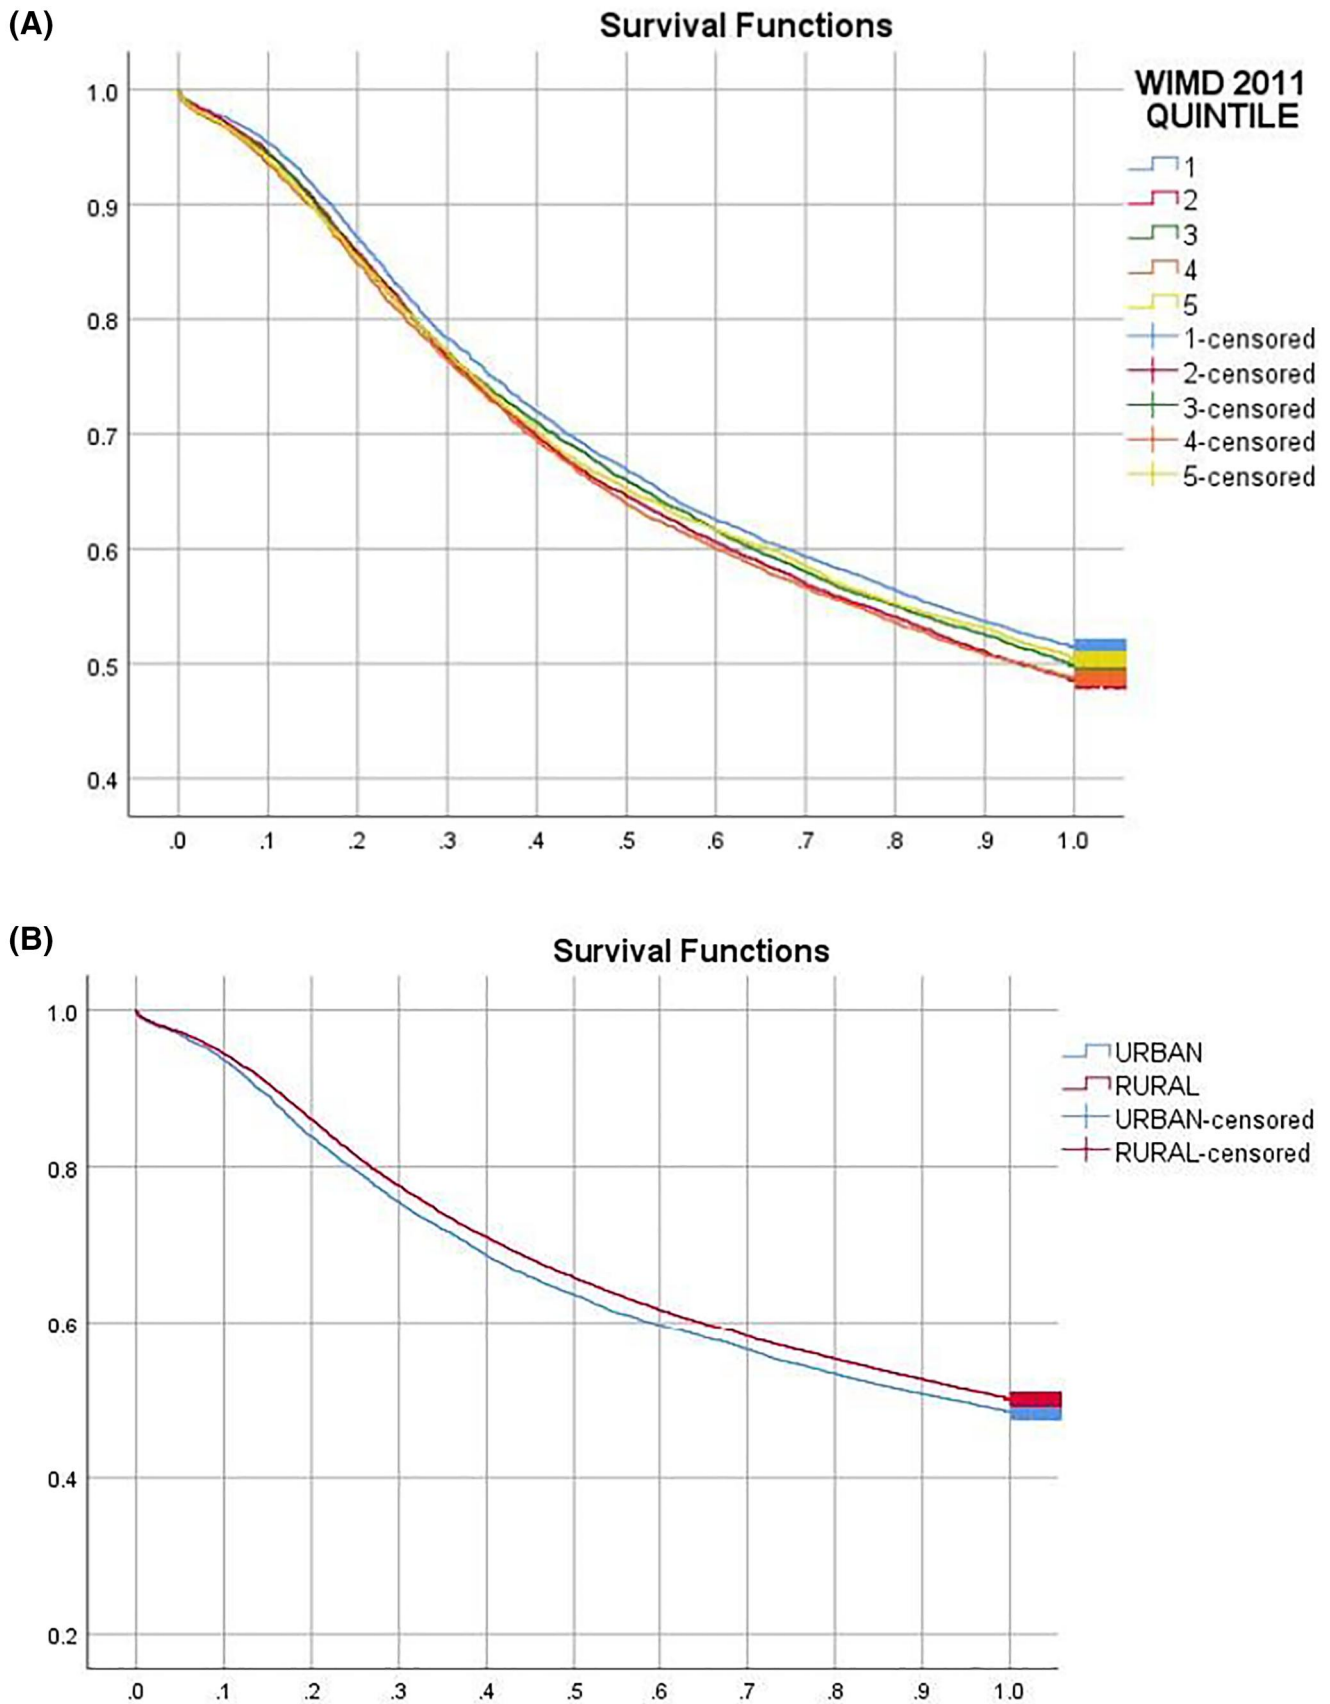 (A)
Survival Functions
WIMD 2011
QUINTILE
1
2
3
4
5
1-censored
2-censored
3-censored
4-censored
5-censored
1.0
0.9
0.8
0.7
0.6
0.5
0.4
.0 .1 .2 .3 .4 .5 .6 .7 .8 .9 1.0
(B)
Survival Functions
URBAN
RURAL
URBAN-censored
RURAL-censored
1.0
0.8
0.6
0.4
0.2
.0 .1 .2 .3 .4 .5 .6 .7 .8 .9 1.0